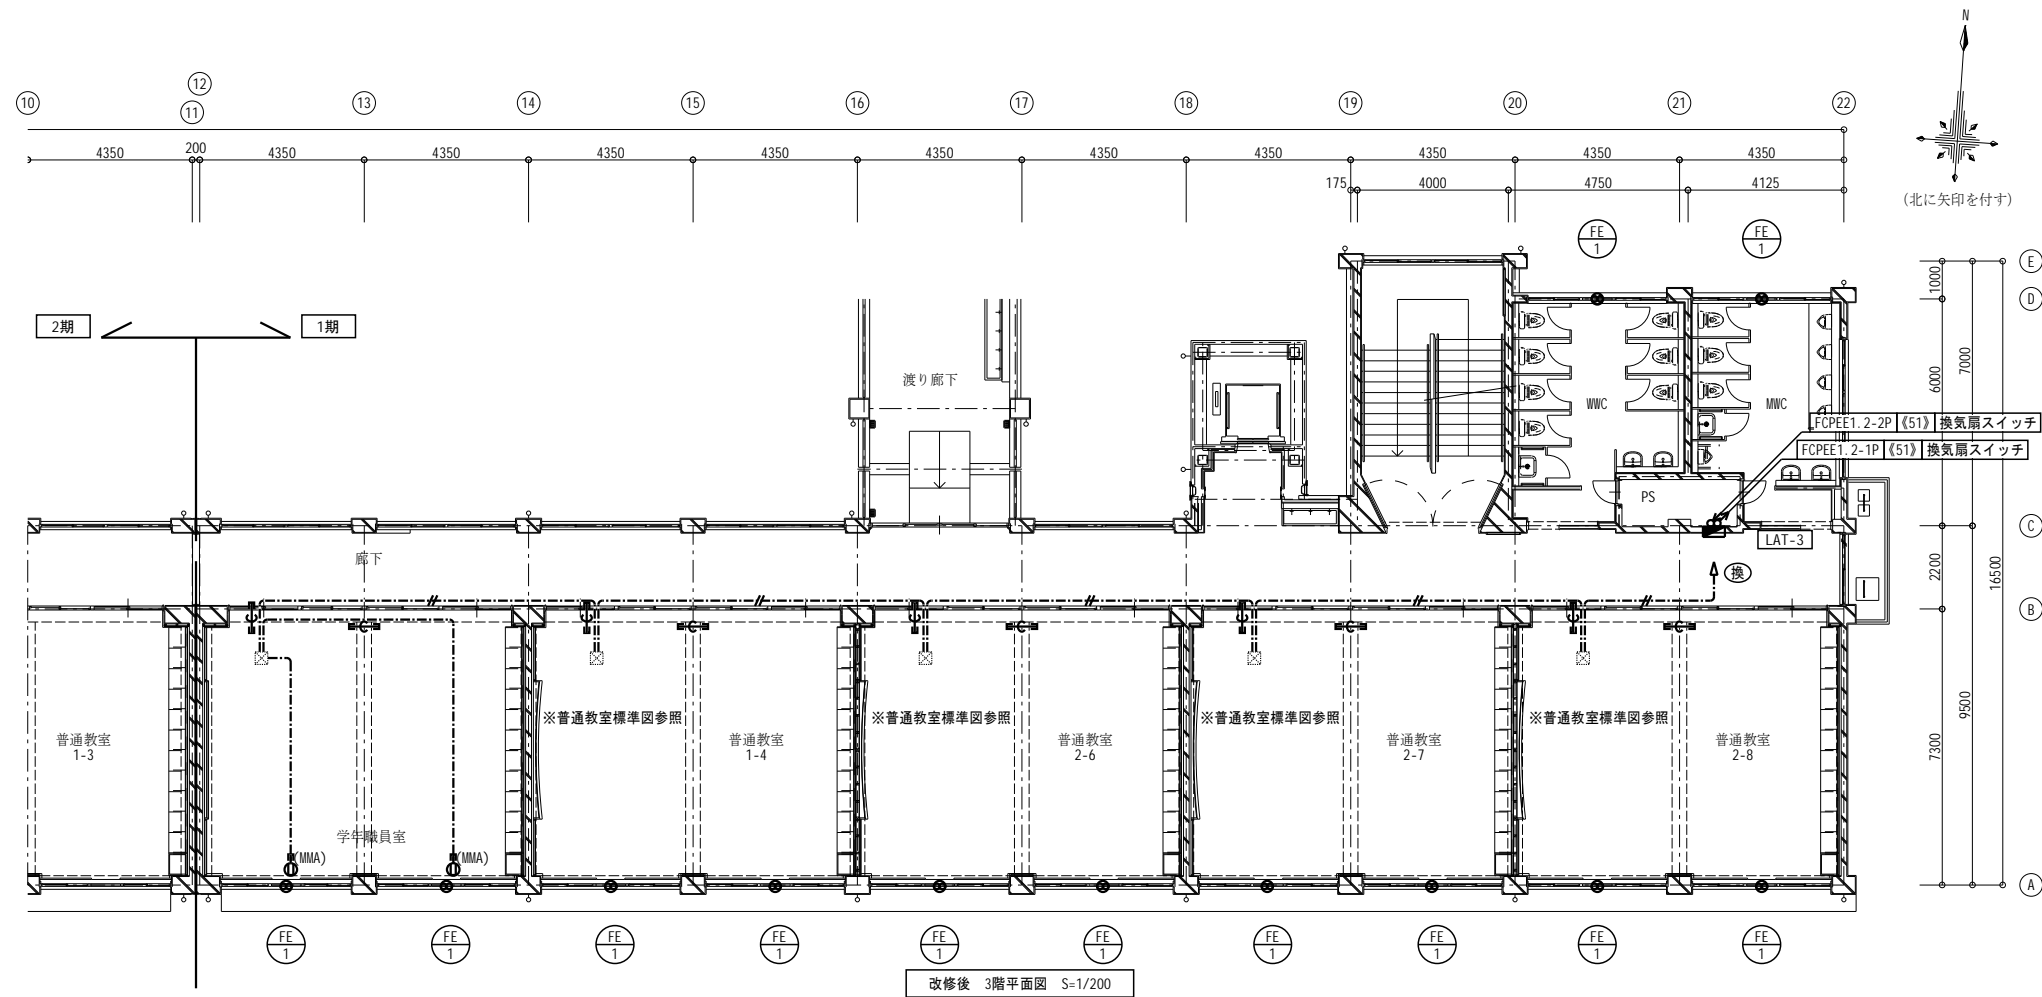 N
(北に矢印を付す)
10
12
11
13
14
15
16
17
18
19
20
21
22
4350
200
4350
4350
4350
4350
4350
4350
4350
4350
4350
4350
175
4000
4750
4125
FE
1
FE
1
E
D
C
B
A
1000
6000
7000
2200
16500
7300
9500
2期
1期
渡り廊下
WWC
MWC
FCPEE1.2-2P
《51》
換気扇スイッチ
FCPEE1.2-1P
《51》
換気扇スイッチ
PS
LAT-3
廊下
換
※普通教室標準図参照
※普通教室標準図参照
※普通教室標準図参照
※普通教室標準図参照
普通教室
1-3
普通教室
1-4
普通教室
2-6
普通教室
2-7
普通教室
2-8
学年職員室
(MMA)
(MMA)
FE
1
FE
1
FE
1
FE
1
FE
1
FE
1
FE
1
FE
1
FE
1
FE
1
改修後 3階平面図 S=1/200